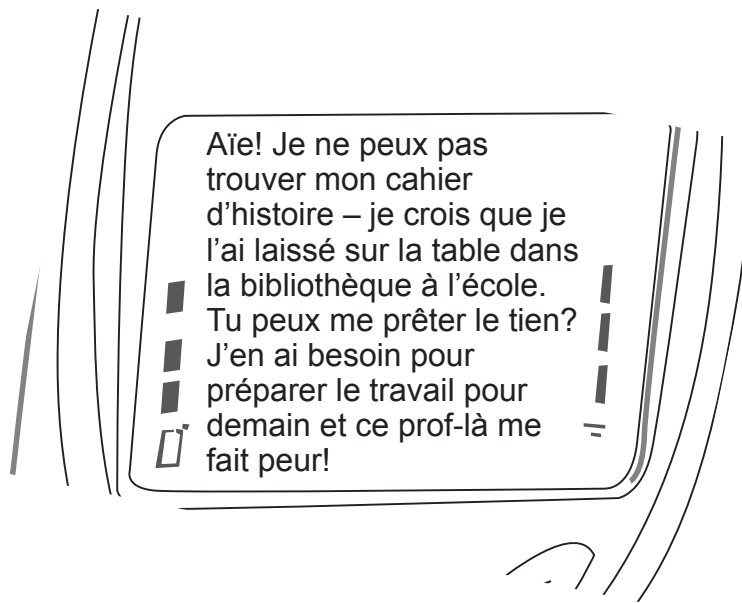 Aïe! Je ne peux pas
trouver mon cahier
d'histoire – je crois que je
l'ai laissé sur la table dans
la bibliothèque à l'école.
Tu peux me prêter le tien?
J'en ai besoin pour
préparer le travail pour
demain et ce prof-là me
fait peur!